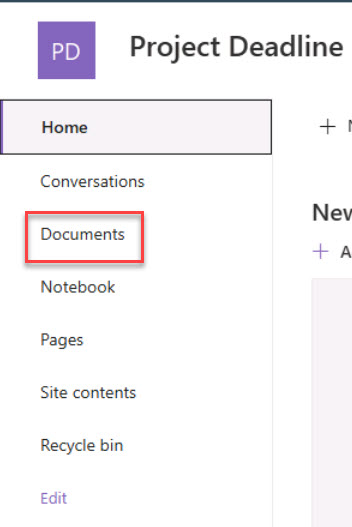 PD
Project Deadline
Home
Conversations
Documents
Notebook
Pages
Site contents
Recycle bin
Edit
+
New
+ A